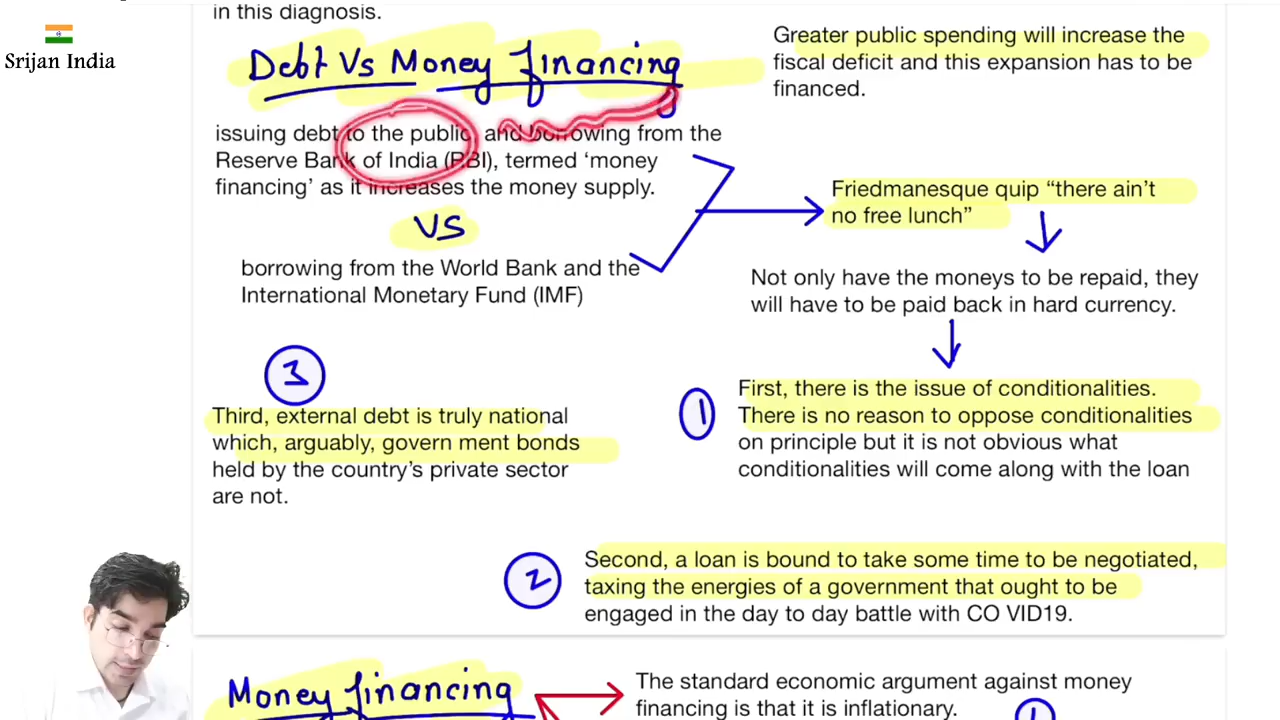 in this diagnosis.
Srijan India
Debt Vs Money financing
issuing debt to the public, and borrowing from the
Reserve Bank of India (RBI), termed ‘money
financing’ as it increases the money supply.
VS
borrowing from the World Bank and the
International Monetary Fund (IMF)
Greater public spending will increase the
fiscal deficit and this expansion has to be
financed.
Friedmanesque quip “there ain’t
no free lunch”
Not only have the moneys to be repaid, they
will have to be paid back in hard currency.
1
First, there is the issue of conditionalities.
There is no reason to oppose conditionalities
on principle but it is not obvious what
conditionalities will come along with the loan
2
Second, a loan is bound to take some time to be negotiated,
taxing the energies of a government that ought to be
engaged in the day to day battle with CO VID19.
3
Third, external debt is truly national
which, arguably, govern ment bonds
held by the country’s private sector
are not.
Money financing
The standard economic argument against money
financing is that it is inflationary.
1